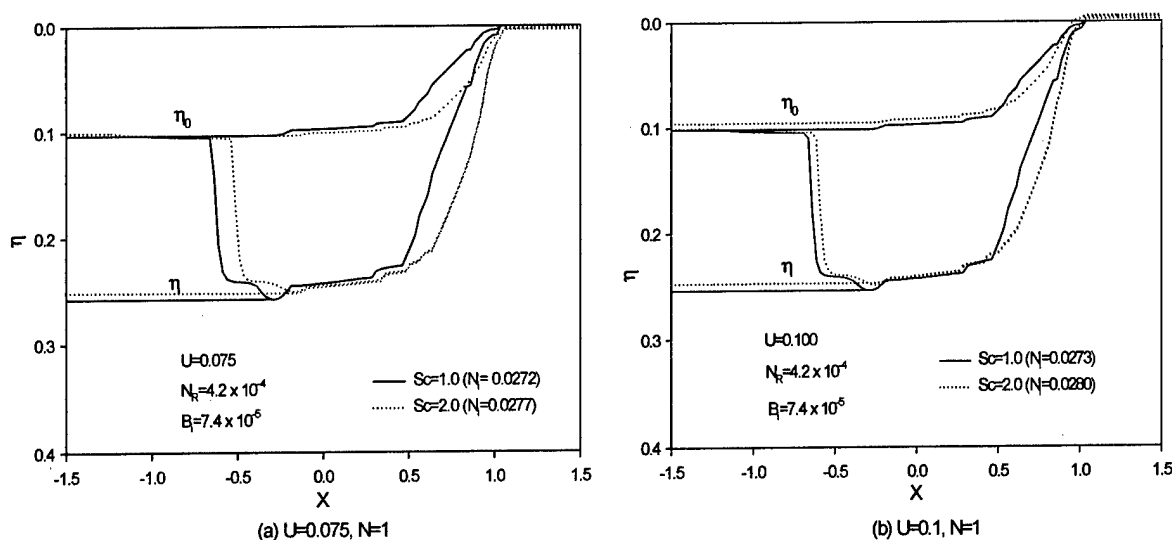 0.0
0.1
0.2
0.3
0.4
η
η₀
η
U=0.075
N_R=4.2 x 10⁻⁴
B_i=7.4 x 10⁻⁵
Sc=1.0 (N_i= 0.0272)
Sc=2.0 (N_i=0.0277)
-1.5 -1.0 -0.5 0.0 0.5 1.0 1.5
X
(a) U=0.075, N=1
0.0
0.1
0.2
0.3
0.4
η
η₀
η
U=0.100
N_R=4.2 x 10⁻⁴
B_i=7.4 x 10⁻⁵
Sc=1.0 (N_i=0.0273)
Sc=2.0 (N_i=0.0280)
-1.5 -1.0 -0.5 0.0 0.5 1.0 1.5
X
(b) U=0.1, N=1